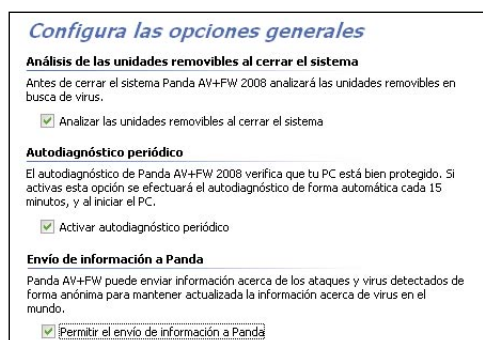 Configura las opciones generales
Análisis de las unidades removibles al cerrar el sistema
Antes de cerrar el sistema Panda AV+FW 2008 analizará las unidades removibles en
busca de virus.
Analizar las unidades removibles al cerrar el sistema
Autodiagnóstico periódico
El autodiagnóstico de Panda AV+FW 2008 verifica que tu PC está bien protegido. Si
activas esta opción se efectuará el autodiagnóstico de forma automática cada 15
minutos, y al iniciar el PC.
Activar autodiagnóstico periódico
Envío de información a Panda
Panda AV+FW puede enviar información acerca de los ataques y virus detectados de
forma anónima para mantener actualizada la información acerca de virus en el
mundo.
Permitir el envío de información a Panda